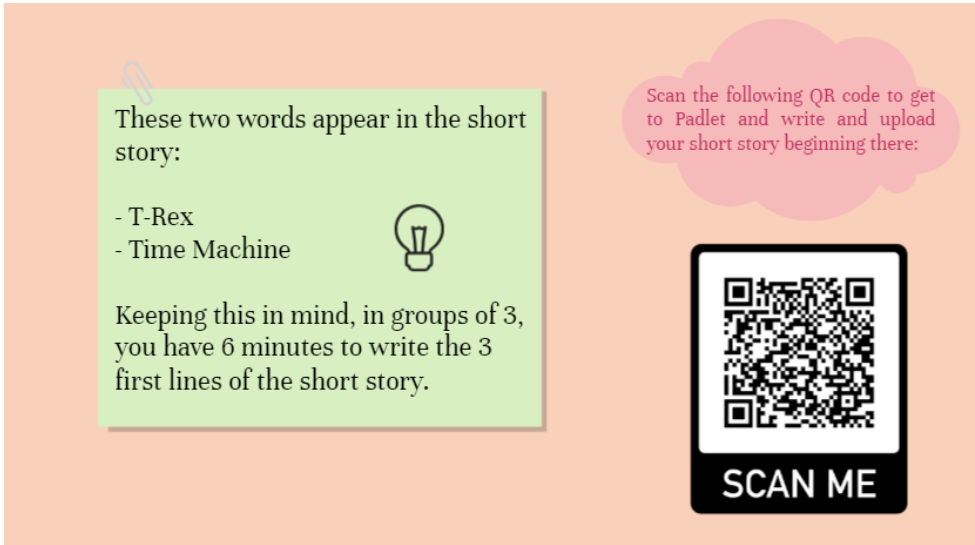 These two words appear in the short
story:
- T-Rex
- Time Machine
Keeping this in mind, in groups of 3,
you have 6 minutes to write the 3
first lines of the short story.
Scan the following QR code to get
to Padlet and write and upload
your short story beginning there:
SCAN ME